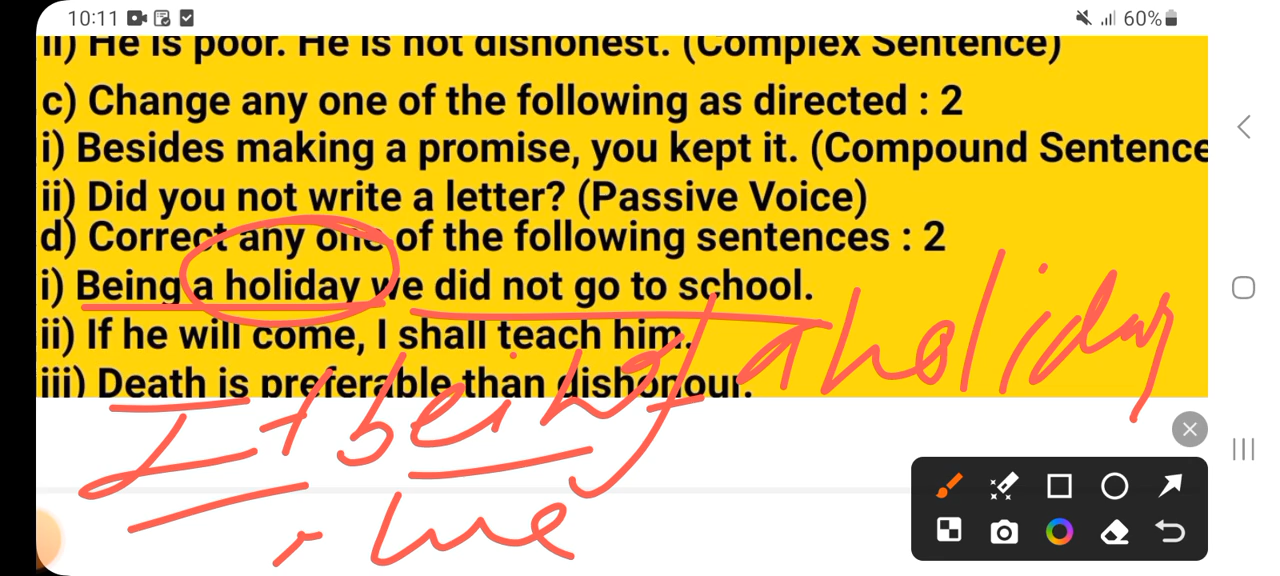 10:11 60%
ii) He is poor. He is not dishonest. (Complex Sentence)
c) Change any one of the following as directed : 2
i) Besides making a promise, you kept it. (Compound Sentence
ii) Did you not write a letter? (Passive Voice)
d) Correct any one of the following sentences : 2
i) Being a holiday we did not go to school.
ii) If he will come, I shall teach him.
iii) Death is preferable than dishonour.
It being a holiday
, we